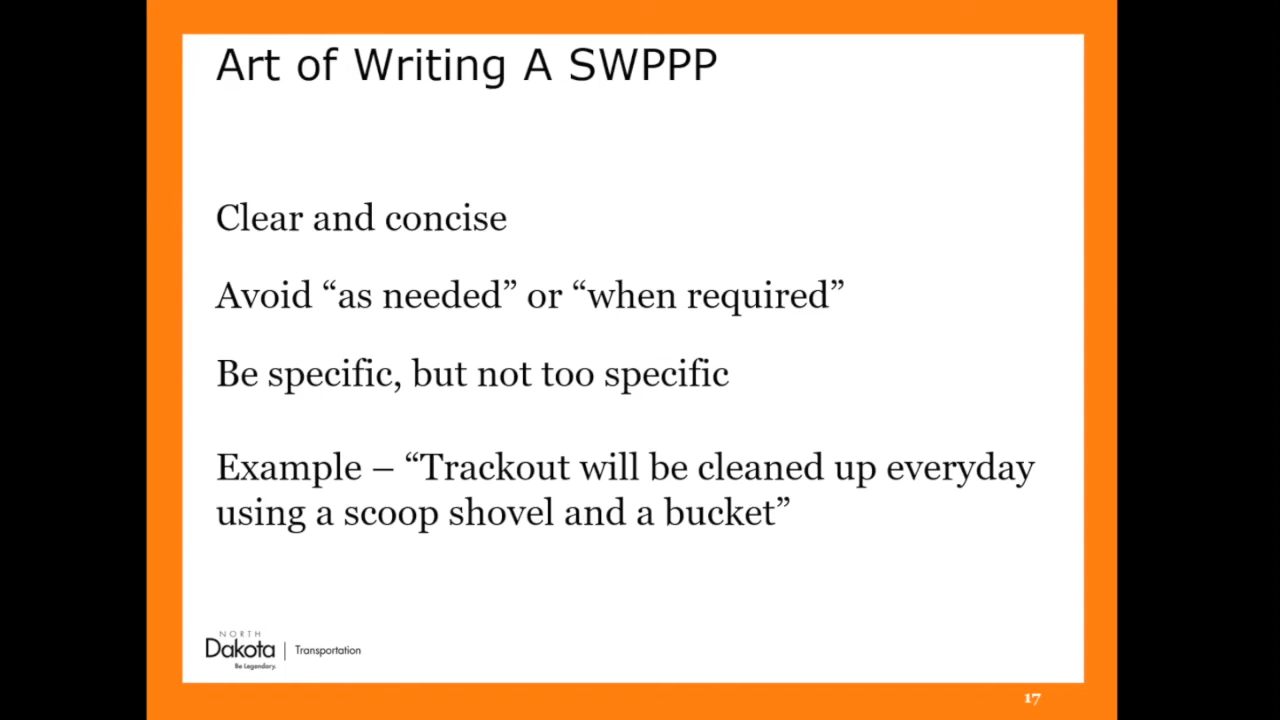 Art of Writing A SWPPP
Clear and concise
Avoid “as needed” or “when required”
Be specific, but not too specific
Example – “Trackout will be cleaned up everyday
using a scoop shovel and a bucket”
NORTH
Dakota | Transportation
Be Legendary.
17